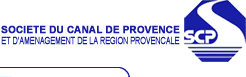 SOCIETE DU CANAL DE PROVENCE
ET D'AMENAGEMENT DE LA REGION PROVENCALE
SCP